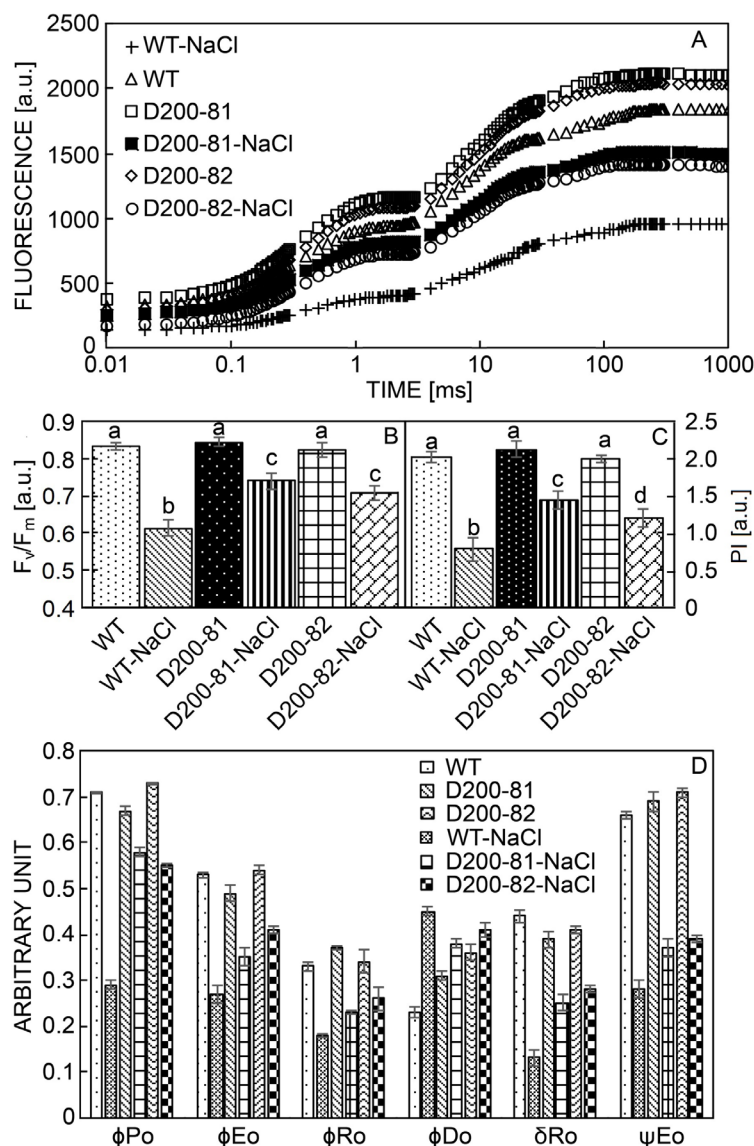 A
FLUORESCENCE [a.u.]
2500
2000
1500
1000
500
0
WT-NaCl
WT
D200-81
D200-81-NaCl
D200-82
D200-82-NaCl
0.01 0.1 1 10 100 1000
TIME [ms]
B
Fv/Fm [a.u.]
0.9
0.8
0.7
0.6
0.5
0.4
a b a c a c
WT WT-NaCl D200-81 D200-81-NaCl D200-82 D200-82-NaCl
C
a b a c a d
2.5
2.0
1.5
1.0
0.5
0
PI [a.u.]
WT WT-NaCl D200-81 D200-81-NaCl D200-82 D200-82-NaCl
D
ARBITRARY UNIT
0.8
0.7
0.6
0.5
0.4
0.3
0.2
0.1
0
WT
D200-81
D200-82
WT-NaCl
D200-81-NaCl
D200-82-NaCl
ϕPo ϕEo ϕRo ϕDo δRo ψEo